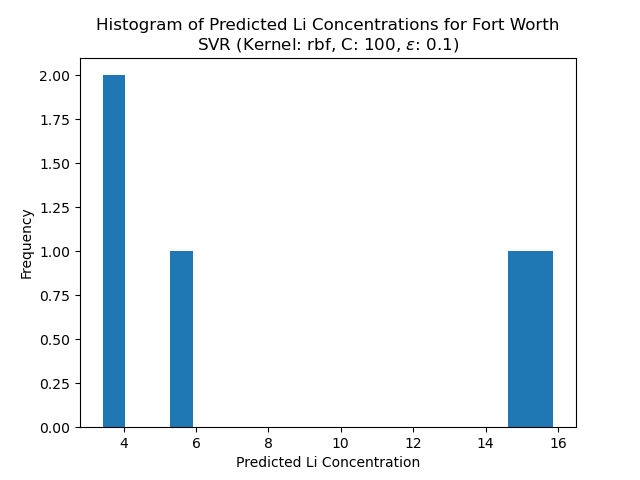 Histogram of Predicted Li Concentrations for Fort Worth
SVR (Kernel: rbf, C: 100, ε: 0.1)
2.00
1.75
1.50
1.25
1.00
0.75
0.50
0.25
0.00
Frequency
4 6 8 10 12 14 16
Predicted Li Concentration